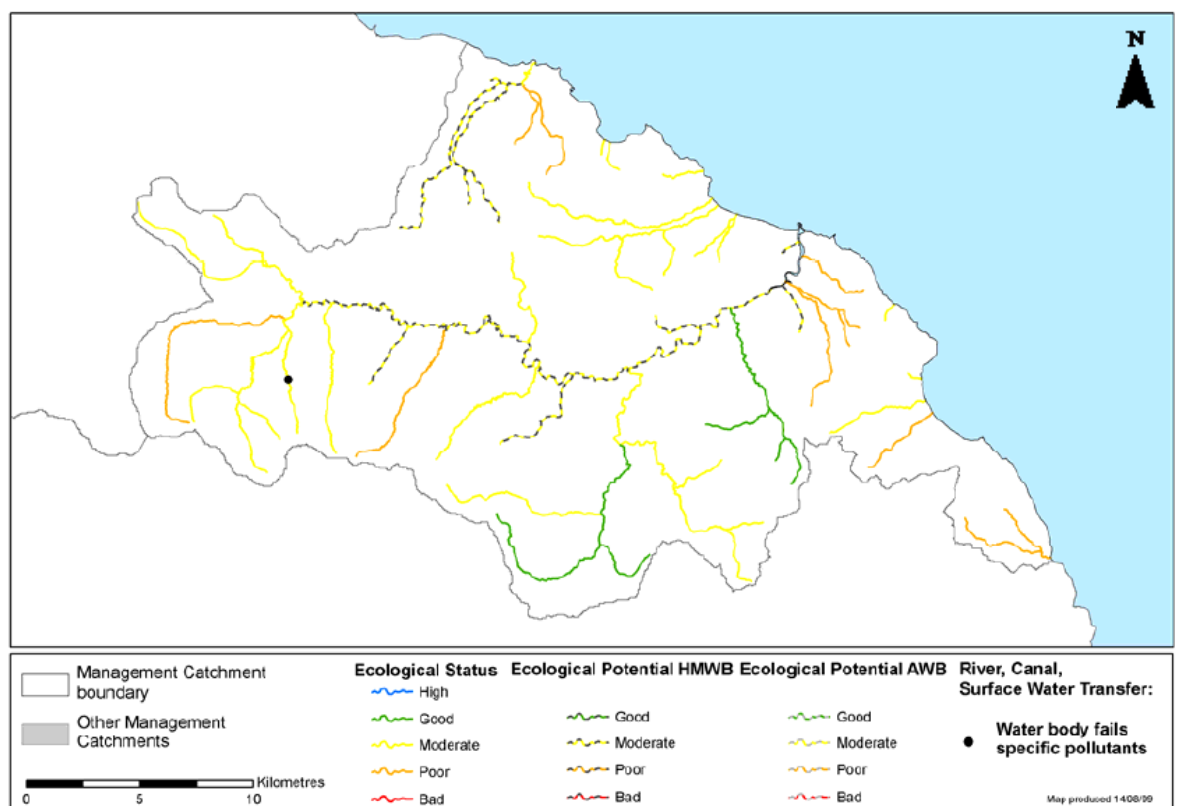 N
Management Catchment
boundary
Other Management
Catchments
0 5 10 Kilometres
Ecological Status
High
Good
Moderate
Poor
Bad
Ecological Potential HMWB
Good
Moderate
Poor
Bad
Ecological Potential AWB
Good
Moderate
Poor
Bad
River, Canal,
Surface Water Transfer:
Water body fails
specific pollutants
Map produced 14/08/09